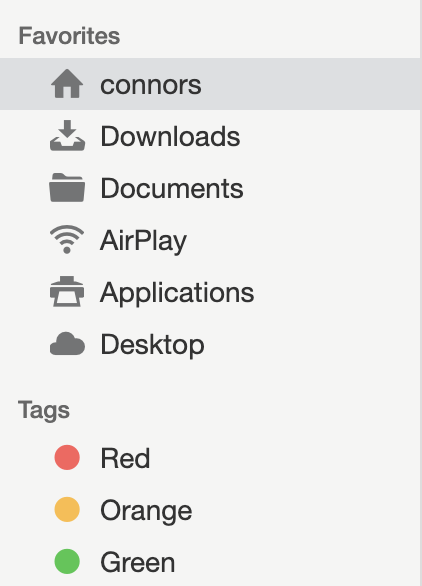 Favorites
connors
Downloads
Documents
AirPlay
Applications
Desktop
Tags
Red
Orange
Green